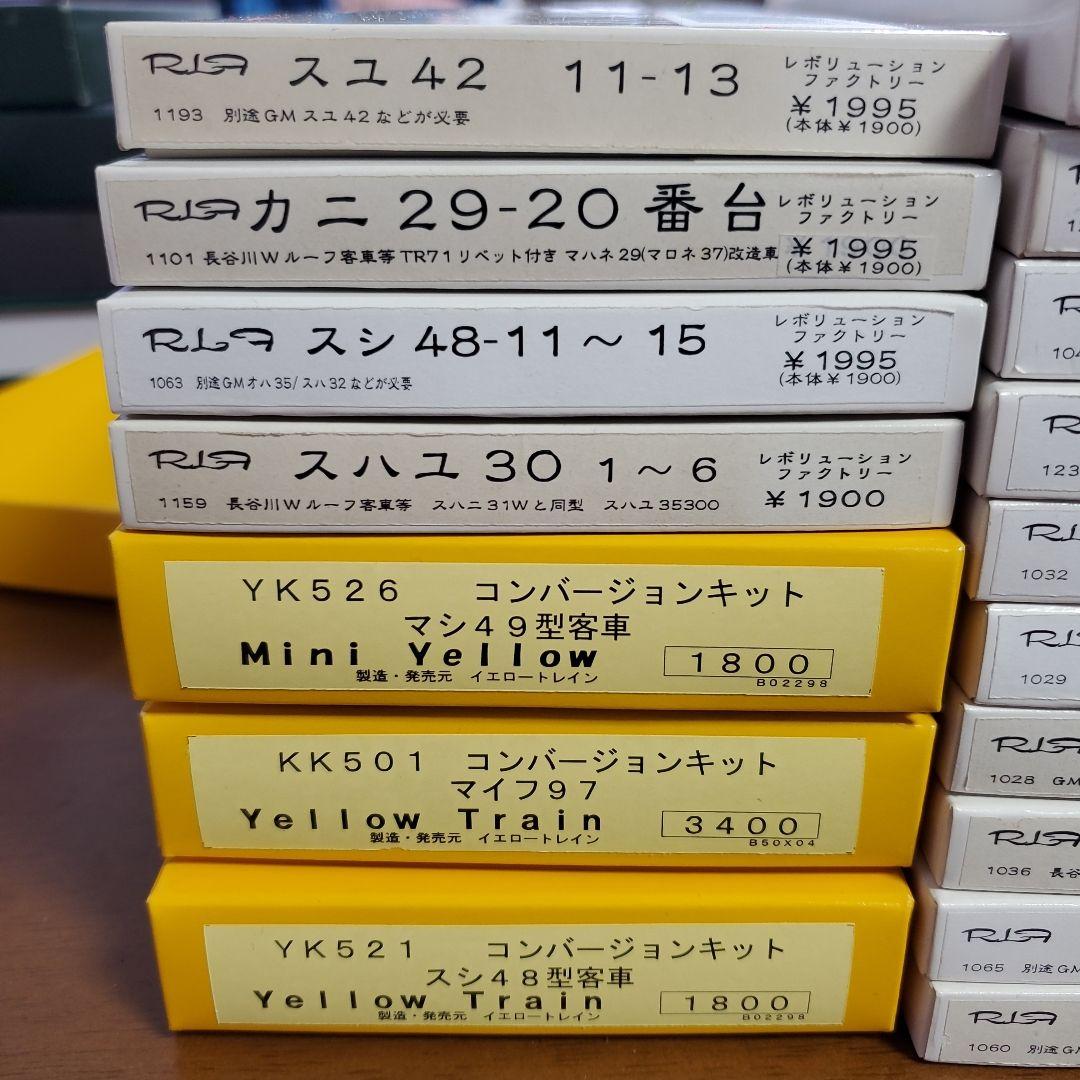 RLF スユ42 11-13 レボリューション
ファクトリー
¥1995
(本体¥1900)
1193 別途GMスユ42などが必要
RLF カニ29-20番台 レボリューション
ファクトリー
¥1995
(本体¥1900)
1101 長谷川Wルーフ客車等TR71リベット付き マハネ29(マロネ37)改造車
RLF スシ48-11～15 レボリューション
ファクトリー
¥1995
(本体¥1900)
1063 別途GMオハ35/スハ32などが必要
RLF スハユ30 1～6 レボリューション
ファクトリー
¥1900
1159 長谷川Wルーフ客車等 スハニ31Wと同型 スハユ35300
YK526 コンバージョンキット
マシ49型客車
Mini Yellow 1800
製造・発売元 イエロートレイン B02298
KK501 コンバージョンキット
マイフ97
Yellow Train 3400
製造・発売元 イエロートレイン B50X04
YK521 コンバージョンキット
スシ48型客車
Yellow Train 1800
製造・発売元 イエロートレイン B02298
RLF
1032
RLF
1029
RLF
1028 GM
RLF
1036 長谷
RLF
1065 別途GM
RLF
1060 別途GM